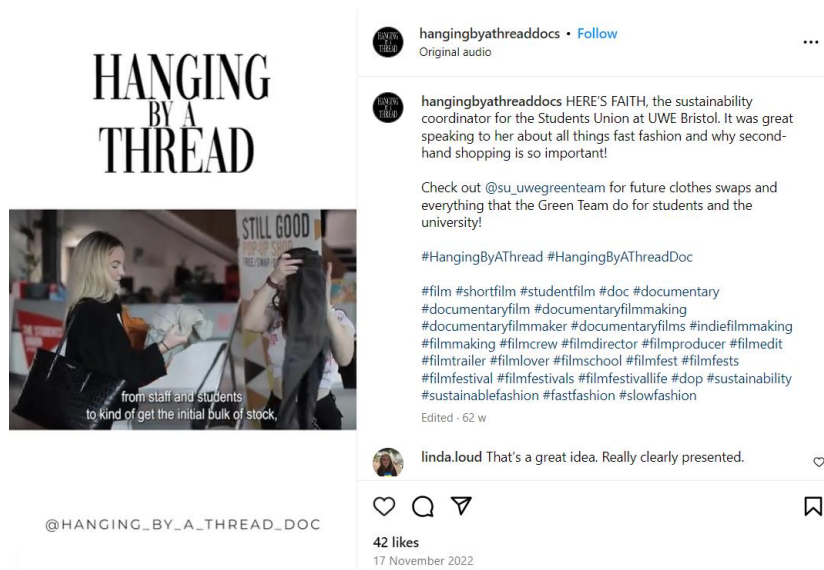 HANGING
BY A
THREAD
STILL GOOD
POP-UP SHOP
FREE/SWAP/
THE STUDENTS'
from staff and students
to kind of get the initial bulk of stock,
@HANGING_BY_A_THREAD_DOC
hangingbyathreaddocs • Follow
Original audio
hangingbyathreaddocs HERE'S FAITH, the sustainability
coordinator for the Students Union at UWE Bristol. It was great
speaking to her about all things fast fashion and why second-
hand shopping is so important!
Check out @su_uwegreenteam for future clothes swaps and
everything that the Green Team do for students and the
university!
#HangingByAThread #HangingByAThreadDoc
#film #shortfilm #studentfilm #doc #documentary
#documentaryfilm #documentaryfilmmaking
#documentaryfilmmaker #documentaryfilms #indiefilmmaking
#filmmaking #filmcrew #filmdirector #filmproducer #filmedit
#filmtrailer #filmlover #filmschool #filmfest #filmfests
#filmfestival #filmfestivals #filmfestivallife #dop #sustainability
#sustainablefashion #fastfashion #slowfashion
Edited · 62 w
linda.loud That's a great idea. Really clearly presented.
42 likes
17 November 2022